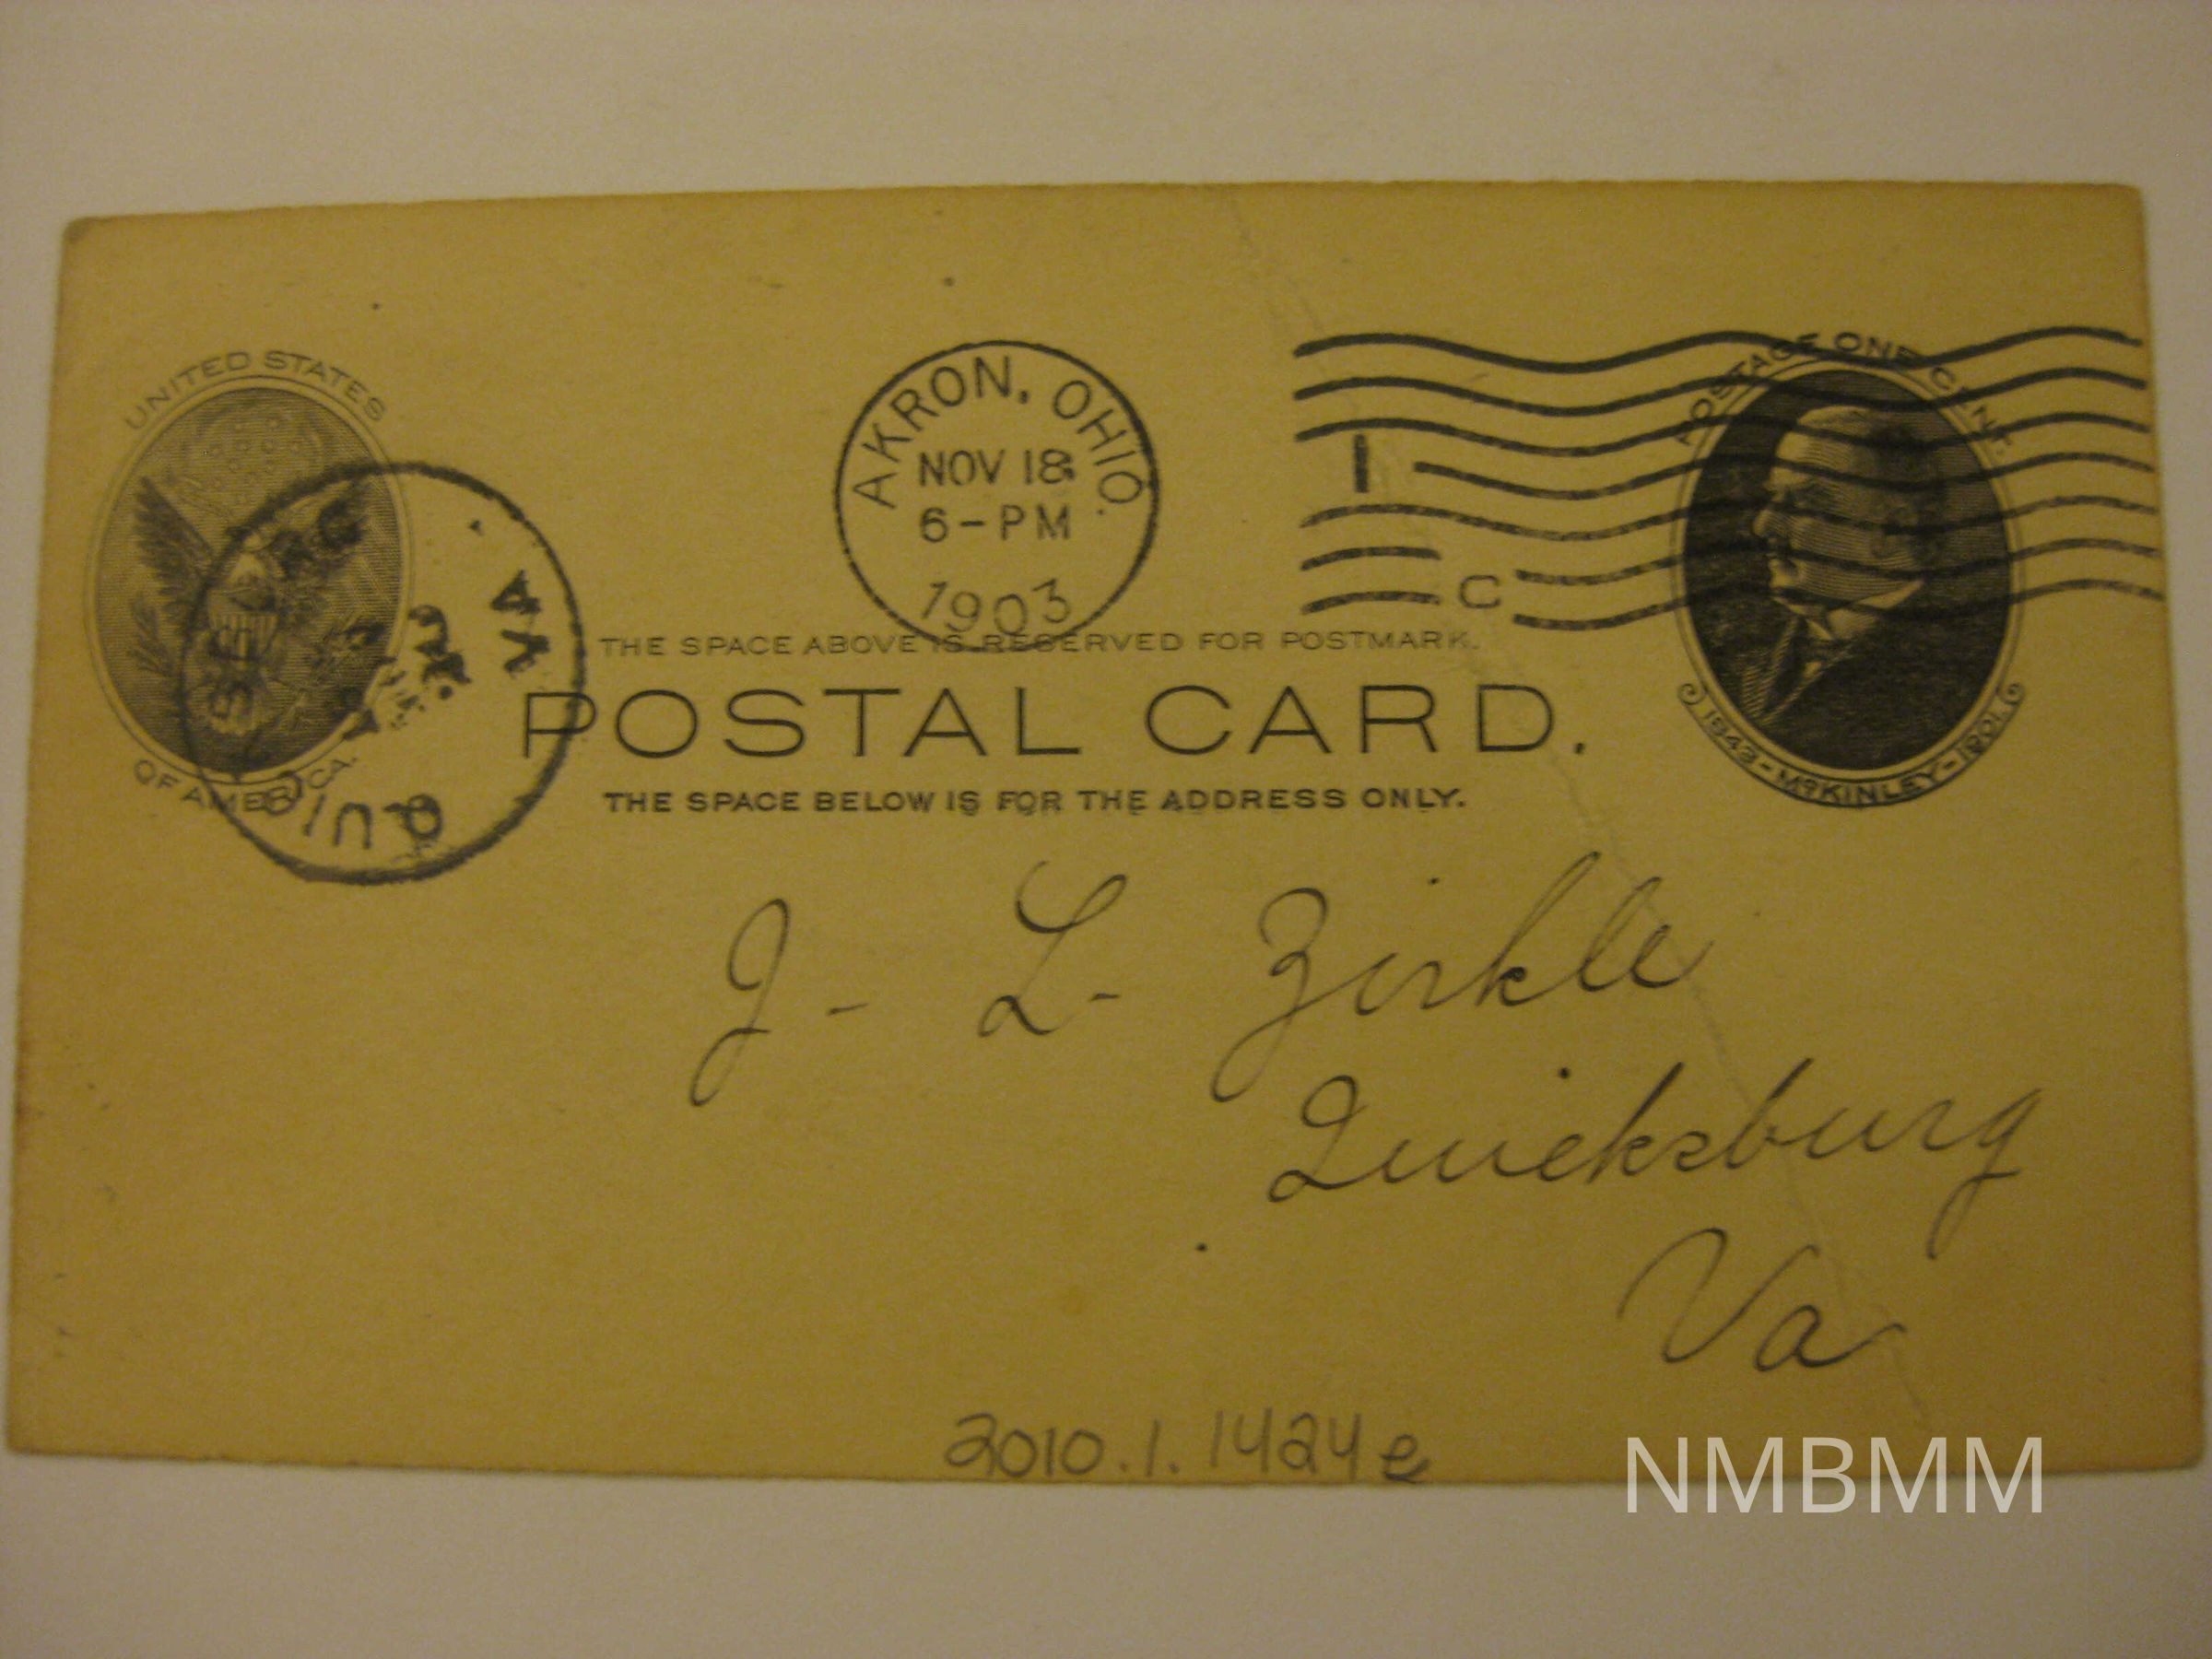 UNITED STATES
OF AMERICA.
QUICKSBURG VA.
AKRON, OHIO.
NOV 18
6-PM
1903
1
C
POSTAGE ONE CENT.
1843-McKINLEY-1901.
THE SPACE ABOVE IS RESERVED FOR POSTMARK.
POSTAL CARD.
THE SPACE BELOW IS FOR THE ADDRESS ONLY.
J - L - Zirkle
Quicksburg
Va
2010.1.1424e
NMBMM